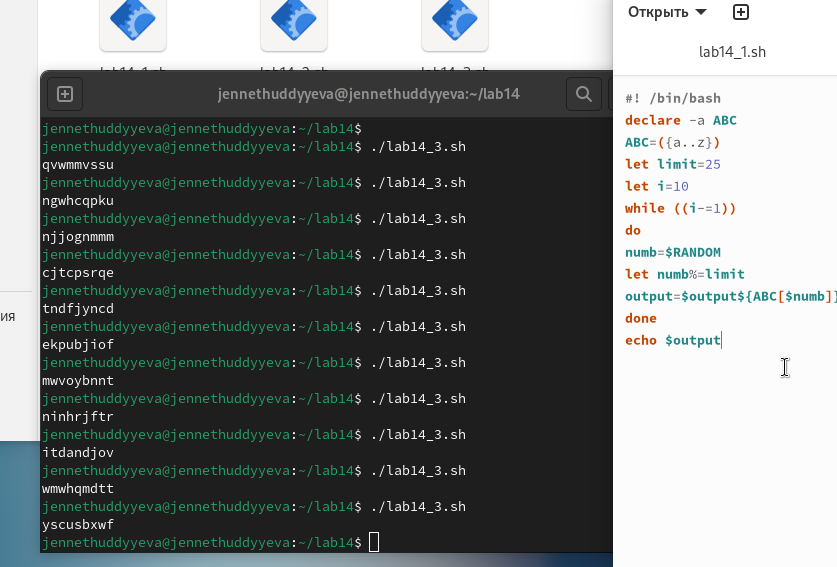 jennethuddyyeva@jennethuddyyeva:~/lab14
jennethuddyyeva@jennethuddyyeva:~/lab14$
jennethuddyyeva@jennethuddyyeva:~/lab14$ ./lab14_3.sh
qvwmmvssu
jennethuddyyeva@jennethuddyyeva:~/lab14$ ./lab14_3.sh
ngwhcqpku
jennethuddyyeva@jennethuddyyeva:~/lab14$ ./lab14_3.sh
njjognmmm
jennethuddyyeva@jennethuddyyeva:~/lab14$ ./lab14_3.sh
cjtcpsrqe
jennethuddyyeva@jennethuddyyeva:~/lab14$ ./lab14_3.sh
tndfjyncd
jennethuddyyeva@jennethuddyyeva:~/lab14$ ./lab14_3.sh
ekpubjiof
jennethuddyyeva@jennethuddyyeva:~/lab14$ ./lab14_3.sh
mwvoybnnt
jennethuddyyeva@jennethuddyyeva:~/lab14$ ./lab14_3.sh
ninhrjftr
jennethuddyyeva@jennethuddyyeva:~/lab14$ ./lab14_3.sh
itdandjov
jennethuddyyeva@jennethuddyyeva:~/lab14$ ./lab14_3.sh
wmwhqmdtt
jennethuddyyeva@jennethuddyyeva:~/lab14$ ./lab14_3.sh
yscusbxwf
jennethuddyyeva@jennethuddyyeva:~/lab14$
Открыть
lab14_1.sh
#! /bin/bash
declare -a ABC
ABC=({a..z})
let limit=25
let i=10
while ((i-=1))
do
numb=$RANDOM
let numb%=limit
output=$output${ABC[$numb]}
done
echo $output